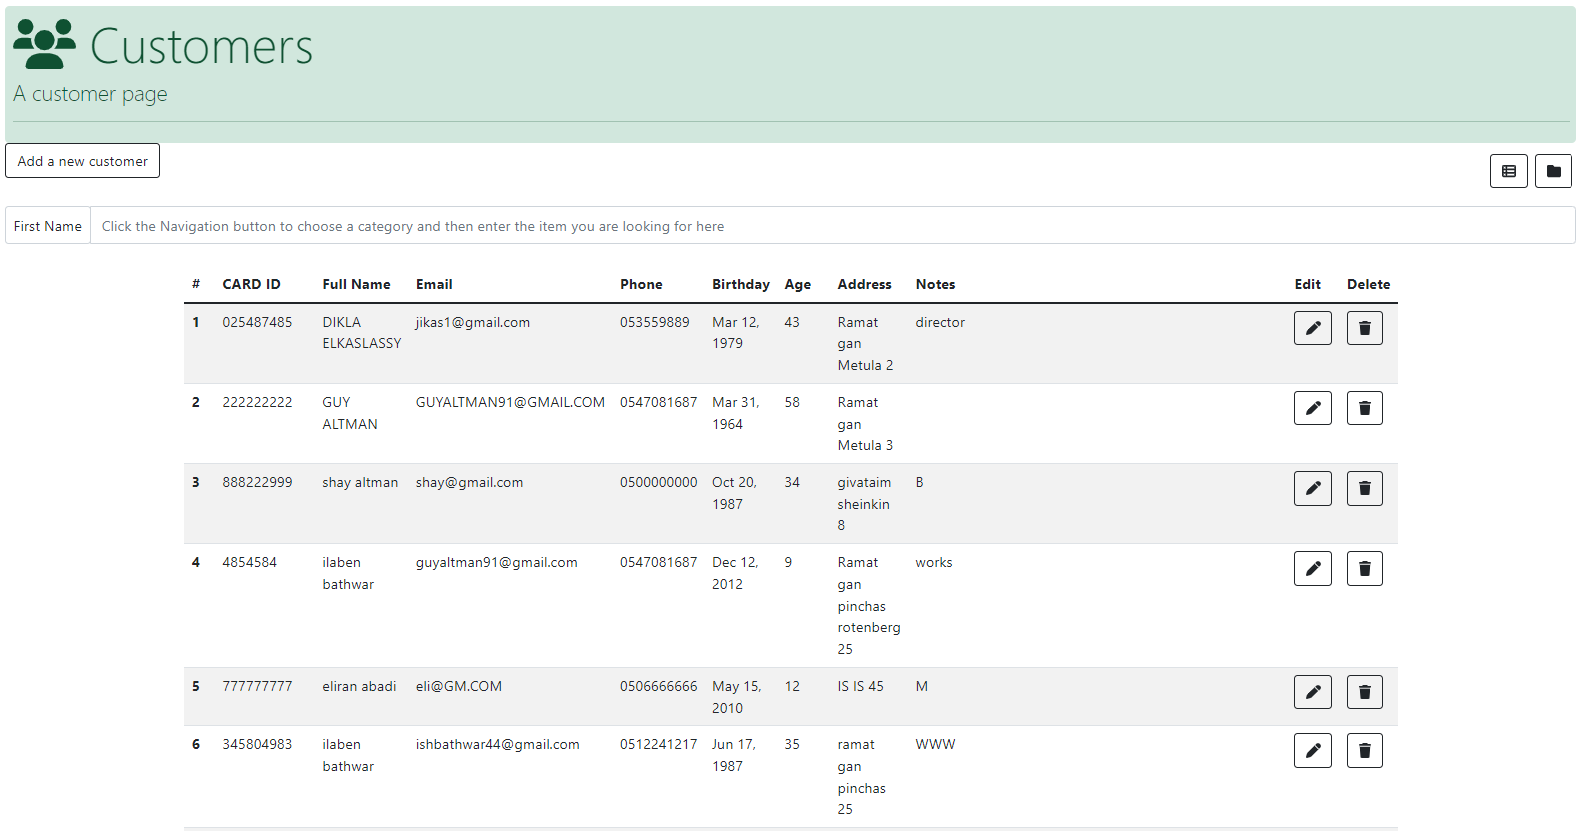 Customers
A customer page
Add a new customer
First Name Click the Navigation button to choose a category and then enter the item you are looking for here
# CARD ID Full Name Email Phone Birthday Age Address Notes Edit Delete
1 025487485 DIKLA jikas1@gmail.com 053559889 Mar 12, 43 Ramat director
ELKASLASSY 1979 gan
Metula 2
2 222222222 GUY GUYALTMAN91@GMAIL.COM 0547081687 Mar 31, 58 Ramat
ALTMAN 1964 gan
Metula 3
3 888222999 shay altman shay@gmail.com 0500000000 Oct 20, 34 givataim B
1987 sheinkin
8
4 4854584 ilaben guyaltman91@gmail.com 0547081687 Dec 12, 9 Ramat works
bathwar 2012 gan
pinchas
rotenberg
25
5 777777777 eliran abadi eli@GM.COM 0506666666 May 15, 12 IS IS 45 M
2010
6 345804983 ilaben ishbathwar44@gmail.com 0512241217 Jun 17, 35 ramat WWW
bathwar 1987 gan
pinchas
25